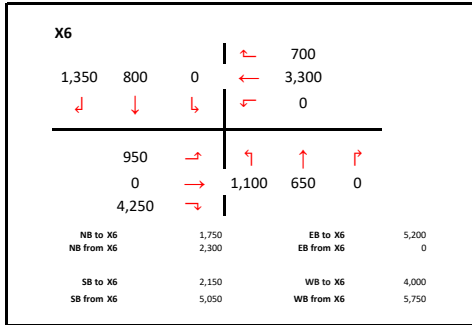 X6
700
1,350 800 0 ← 3,300
0
950
0 → 1,100 650 0
4,250
NB to X6 1,750 EB to X6 5,200
NB from X6 2,300 EB from X6 0
SB to X6 2,150 WB to X6 4,000
SB from X6 5,050 WB from X6 5,750